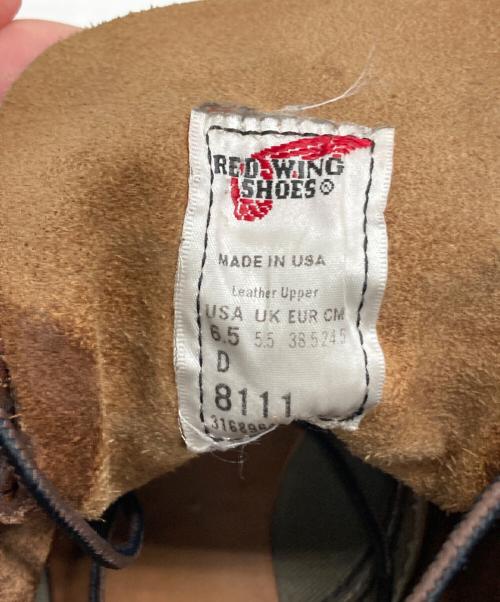 RED WING
SHOES®
MADE IN USA
Leather Upper
USA UK EUR CM
6.5 5.5 38.5 24.5
D
8111